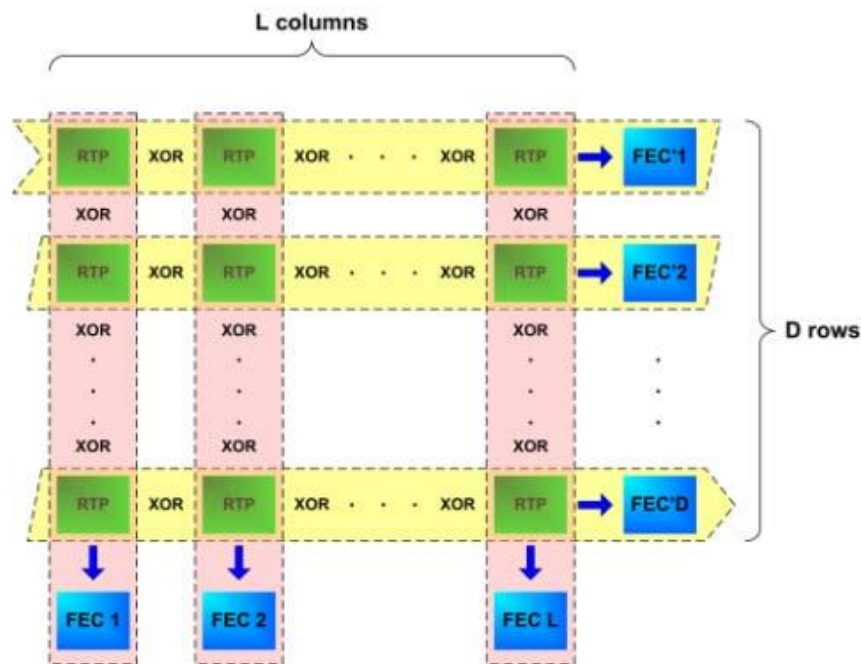 L columns
RTP XOR RTP XOR · · · XOR RTP FEC'1
XOR XOR XOR
RTP XOR RTP XOR · · · XOR RTP FEC'2
XOR XOR XOR
D rows
· · · ·
· · · ·
· · · ·
XOR XOR XOR
RTP XOR RTP XOR · · · XOR RTP FEC'D
FEC 1 FEC 2 FEC L